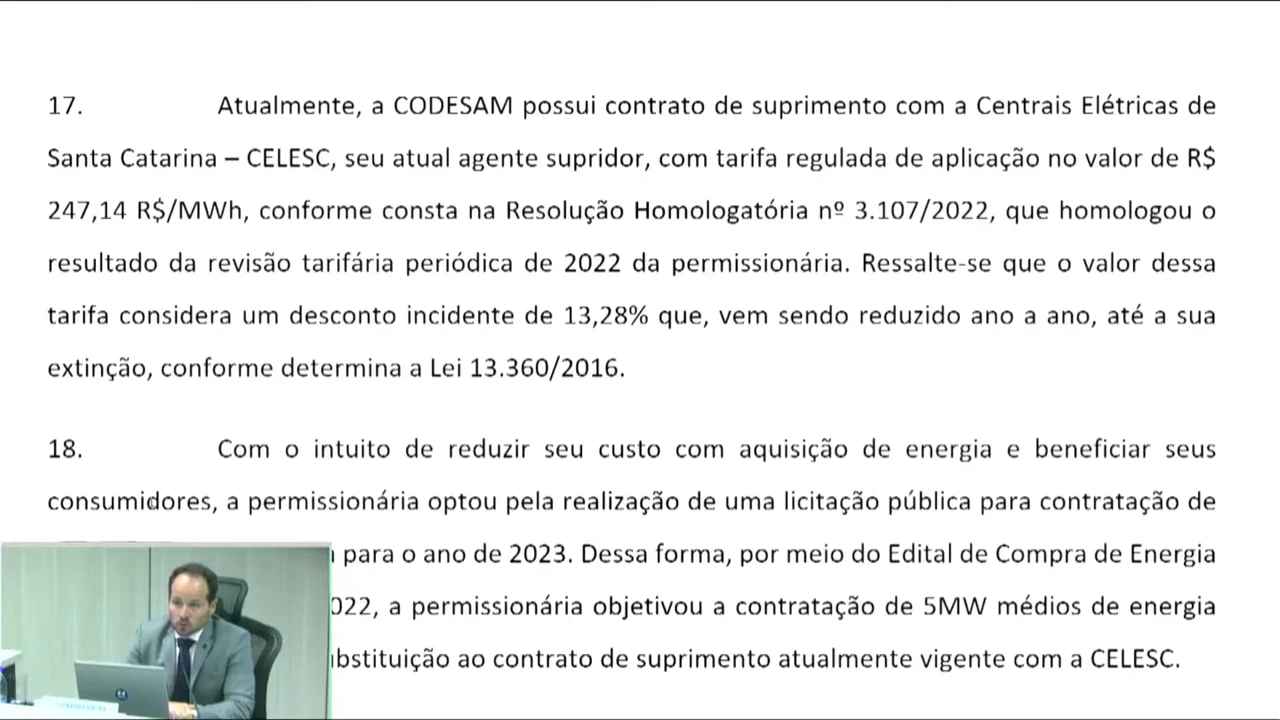 17. Atualmente, a CODESAM possui contrato de suprimento com a Centrais Elétricas de
Santa Catarina – CELESC, seu atual agente supridor, com tarifa regulada de aplicação no valor de R$
247,14 R$/MWh, conforme consta na Resolução Homologatória nº 3.107/2022, que homologou o
resultado da revisão tarifária periódica de 2022 da permissionária. Ressalte-se que o valor dessa
tarifa considera um desconto incidente de 13,28% que, vem sendo reduzido ano a ano, até a sua
extinção, conforme determina a Lei 13.360/2016.
18. Com o intuito de reduzir seu custo com aquisição de energia e beneficiar seus
consumidores, a permissionária optou pela realização de uma licitação pública para contratação de
para o ano de 2023. Dessa forma, por meio do Edital de Compra de Energia
022, a permissionária objetivou a contratação de 5MW médios de energia
bstituição ao contrato de suprimento atualmente vigente com a CELESC.